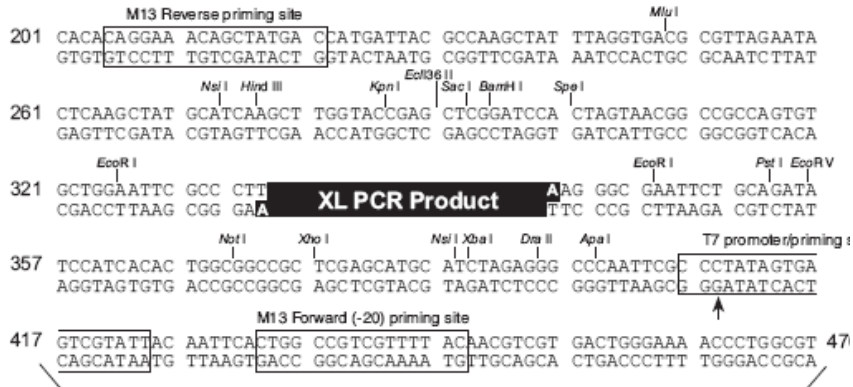 M13 Reverse priming site
Mlu I
201 CACACAGGAA ACAGCTATGAC CATGATTAC GCCAAGCTAT TTAGGTGACG CGTTAGAATA
GTGTGTCCTT TGTCGATACTG GTACTAATG CGGTTCGATA AATCCACTGC GCAATCTTAT
Nsi I Hind III Kpn I Ecl136 II Sac I BamH I Spe I
261 CTCAAGCTAT GCATCAAGCT TGGTACCGAG CTCGGATCCA CTAGTAACGG CCGCCAGTGT
GAGTTCGATA CGTAGTTCGA ACCATGGCTC GAGCCTAGGT GATCATTGCC GGCGGTCACA
EcoR I EcoR I Pst I EcoR V
321 GCTGGAATTC GCC CTT XL PCR Product A AG GGC GAATTCT GCAGATA
CGACCTTAAG CGG GA A TTC CCG CTTAAGA CGTCTAT
Not I Xho I Nsi I Xba I Dra II Apa I T7 promoter/priming s
357 TCCATCACAC TGGCGGCCGC TCGAGCATGC ATCTAGAGGG CCCAATTCGC CCTATAGTGA
AGGTAGTGTG ACCGCCGGCG AGCTCGTACG TAGATCTCCC GGGTTAAGCG GGATATCACT
M13 Forward (-20) priming site
417 GTCGTATTAC AATTCACTGG CCGTCGTTTT ACAACGTCGT GACTGGGAAA ACCCTGGCGT 476
CAGCATAATG TTAAGTGACC GGCAGCAAAA TGTTGCAGCA CTGACCCTTT TGGGACCGCA